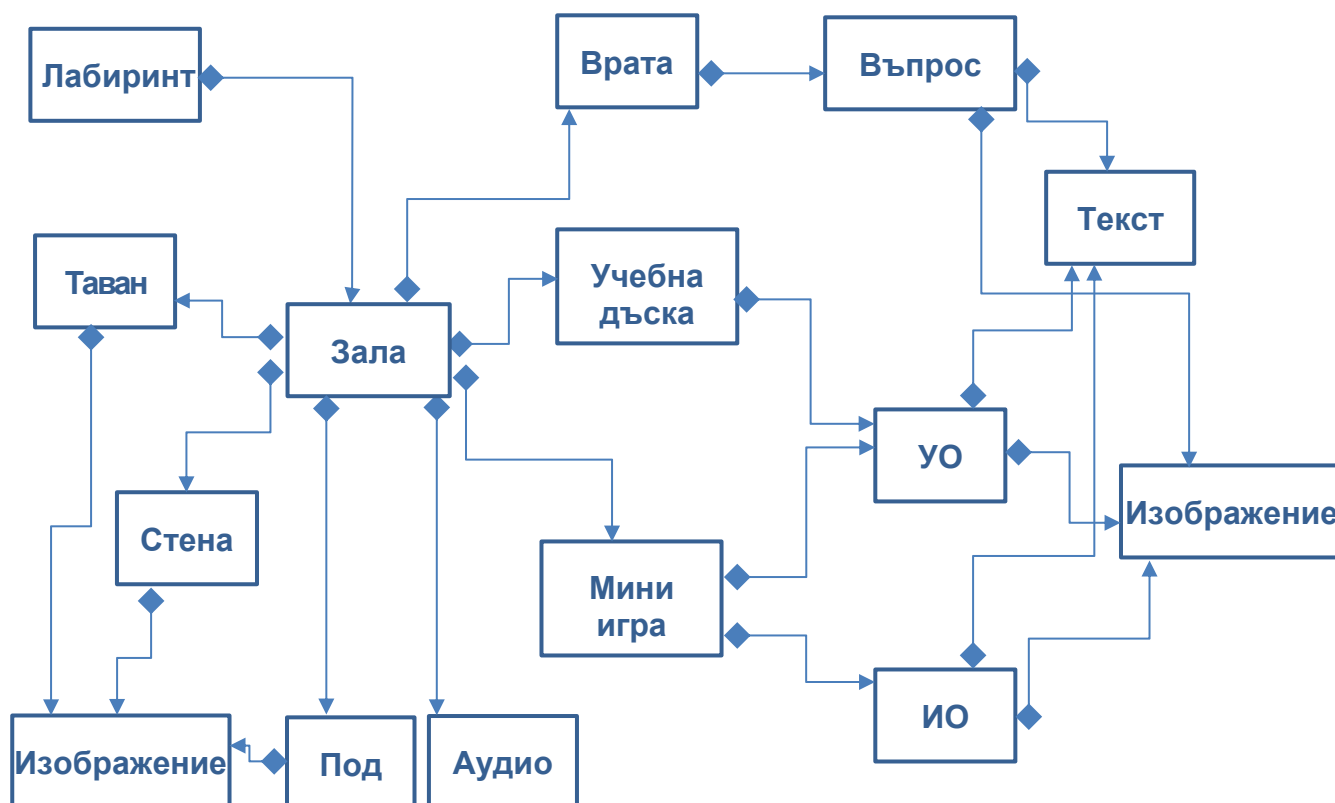 Лабиринт
Врата
Въпрос
Текст
Таван
Учебна
дъска
Зала
УО
Изображение
Стена
Мини
игра
ИО
Изображение
Под
Аудио